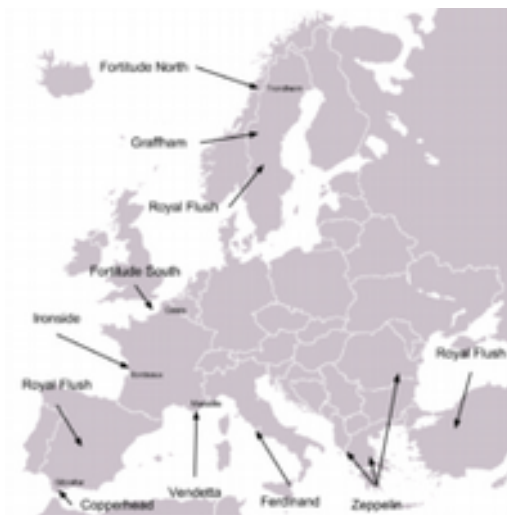 Fortitude North
Trondheim
Graffham
Royal Flush
Fortitude South
Calais
Ironside
Bordeaux
Royal Flush
Royal Flush
Marseille
Gibraltar
Copperhead
Vendetta
Ferdinand
Zeppelin